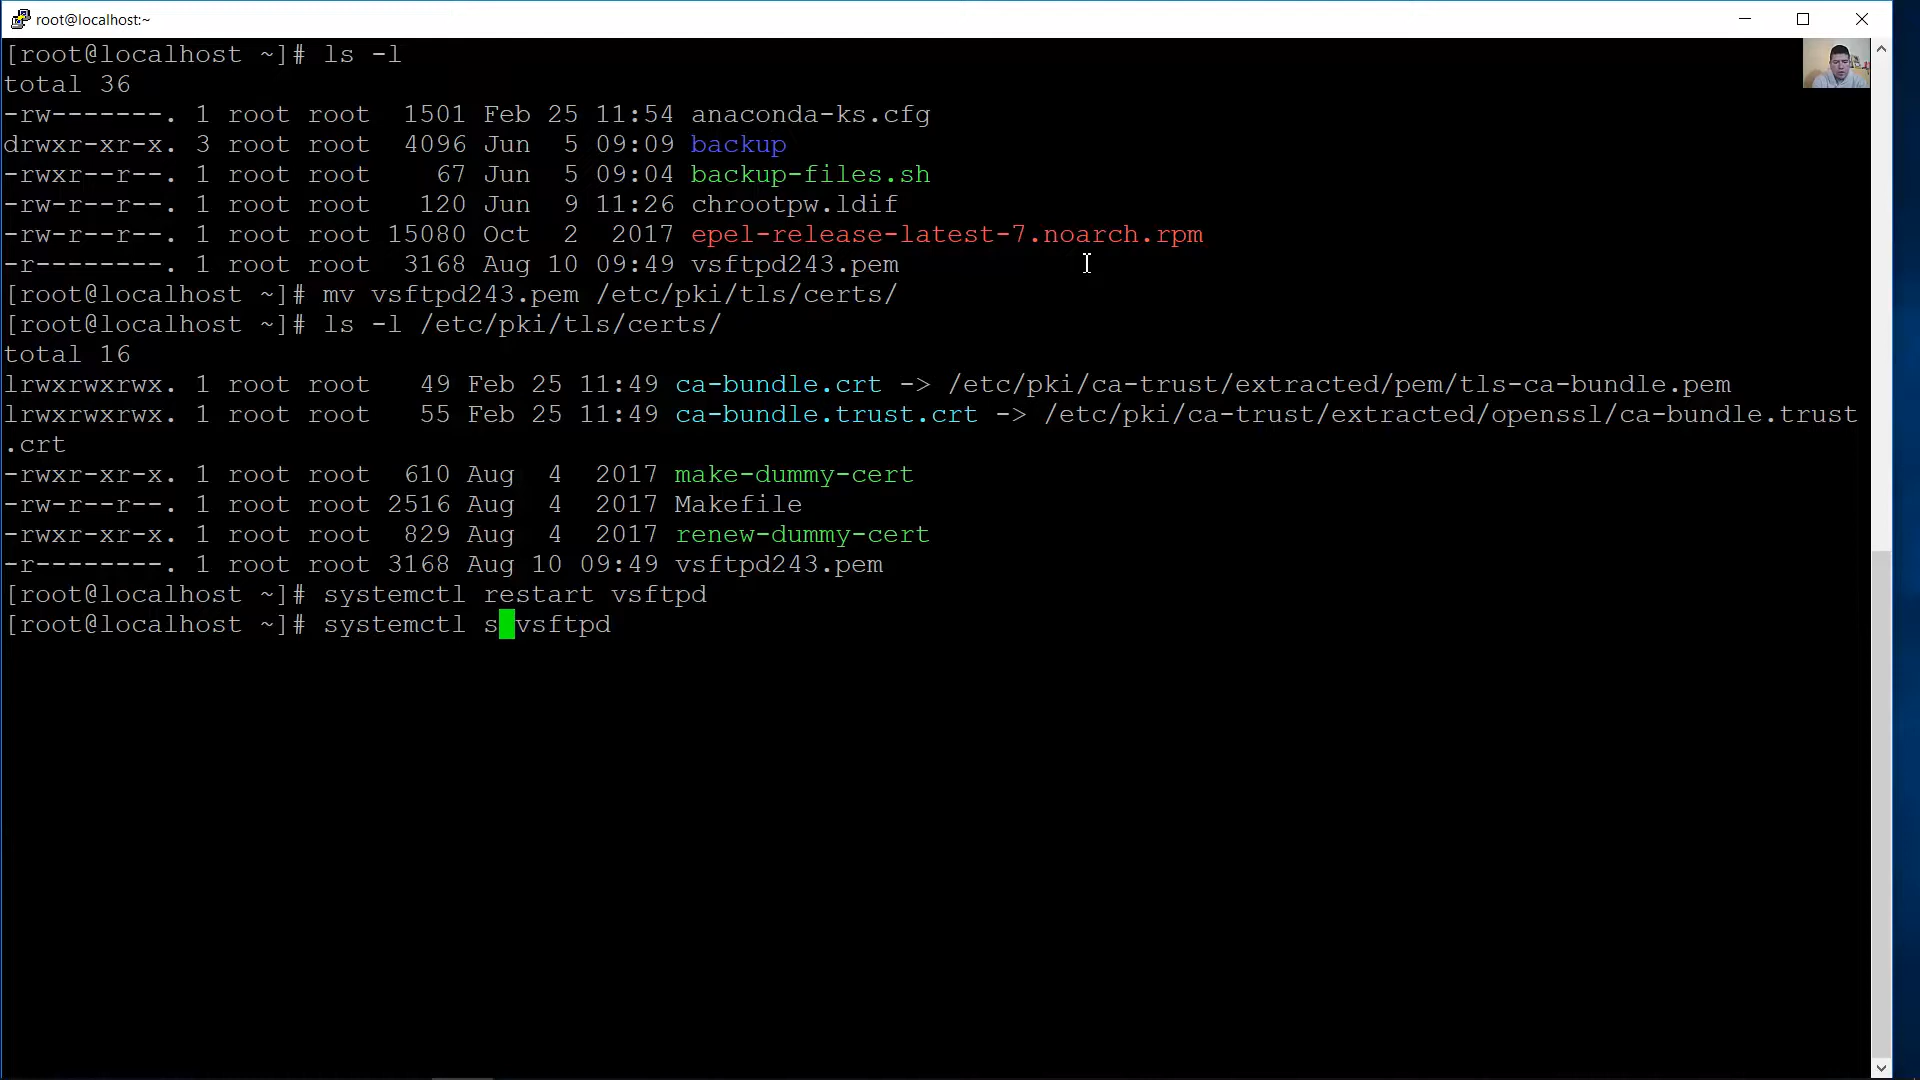 root@localhost:~
[root@localhost ~]# ls -l
total 36
-rw-------. 1 root root  1501 Feb 25 11:54 anaconda-ks.cfg
drwxr-xr-x. 3 root root  4096 Jun  5 09:09 backup
-rwxr--r--. 1 root root    67 Jun  5 09:04 backup-files.sh
-rw-r--r--. 1 root root   120 Jun  9 11:26 chrootpw.ldif
-rw-r--r--. 1 root root 15080 Oct  2  2017 epel-release-latest-7.noarch.rpm
-r--------. 1 root root  3168 Aug 10 09:49 vsftpd243.pem
[root@localhost ~]# mv vsftpd243.pem /etc/pki/tls/certs/
[root@localhost ~]# ls -l /etc/pki/tls/certs/
total 16
lrwxrwxrwx. 1 root root   49 Feb 25 11:49 ca-bundle.crt -> /etc/pki/ca-trust/extracted/pem/tls-ca-bundle.pem
lrwxrwxrwx. 1 root root   55 Feb 25 11:49 ca-bundle.trust.crt -> /etc/pki/ca-trust/extracted/openssl/ca-bundle.trust
.crt
-rwxr-xr-x. 1 root root  610 Aug  4  2017 make-dummy-cert
-rw-r--r--. 1 root root 2516 Aug  4  2017 Makefile
-rwxr-xr-x. 1 root root  829 Aug  4  2017 renew-dummy-cert
-r--------. 1 root root 3168 Aug 10 09:49 vsftpd243.pem
[root@localhost ~]# systemctl restart vsftpd
[root@localhost ~]# systemctl s vsftpd